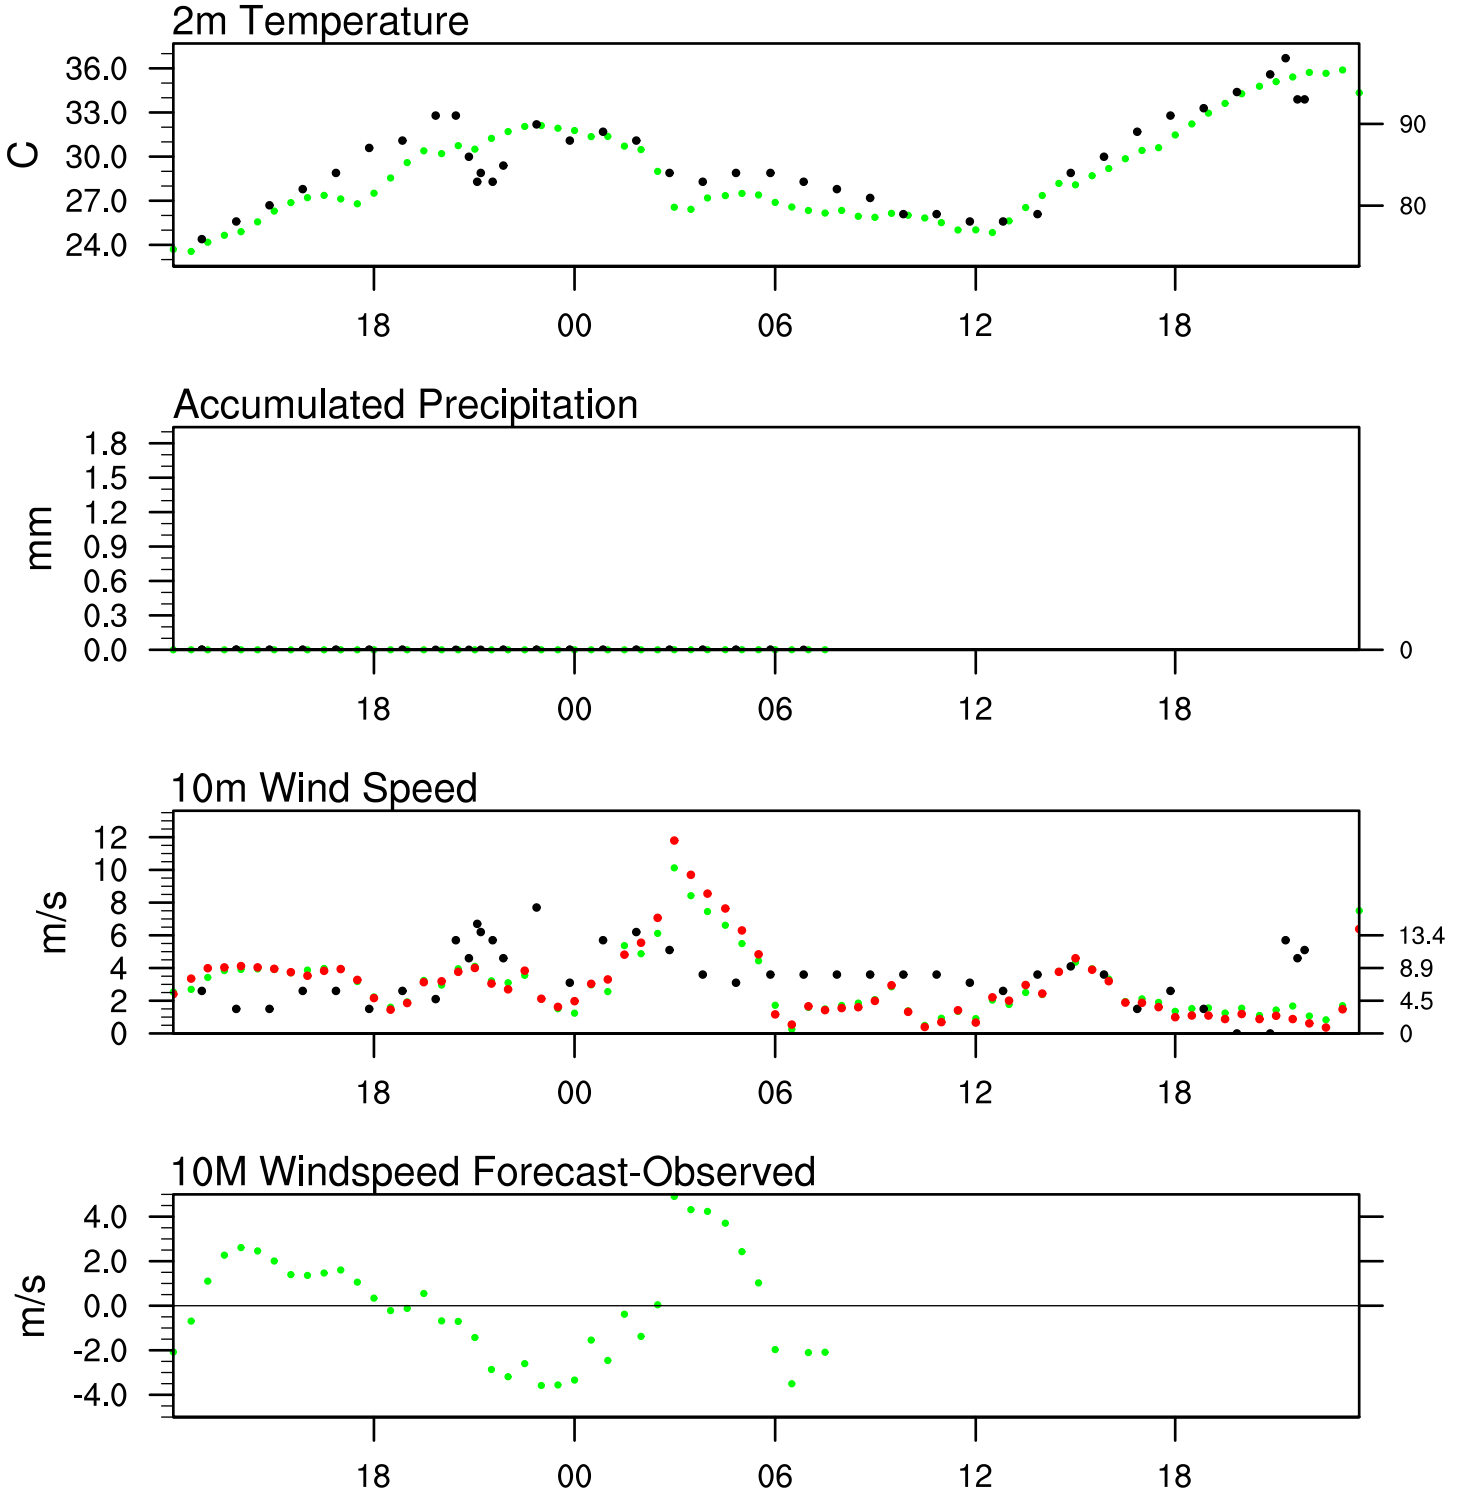 2m Temperature
36.0
33.0
30.0
27.0
24.0
C
90
80
18 00 06 12 18
Accumulated Precipitation
1.8
1.5
1.2
0.9
0.6
0.3
0.0
mm
0
18 00 06 12 18
10m Wind Speed
12
10
8
6
4
2
0
m/s
13.4
8.9
4.5
0
18 00 06 12 18
10M Windspeed Forecast-Observed
4.0
2.0
0.0
-2.0
-4.0
m/s
18 00 06 12 18